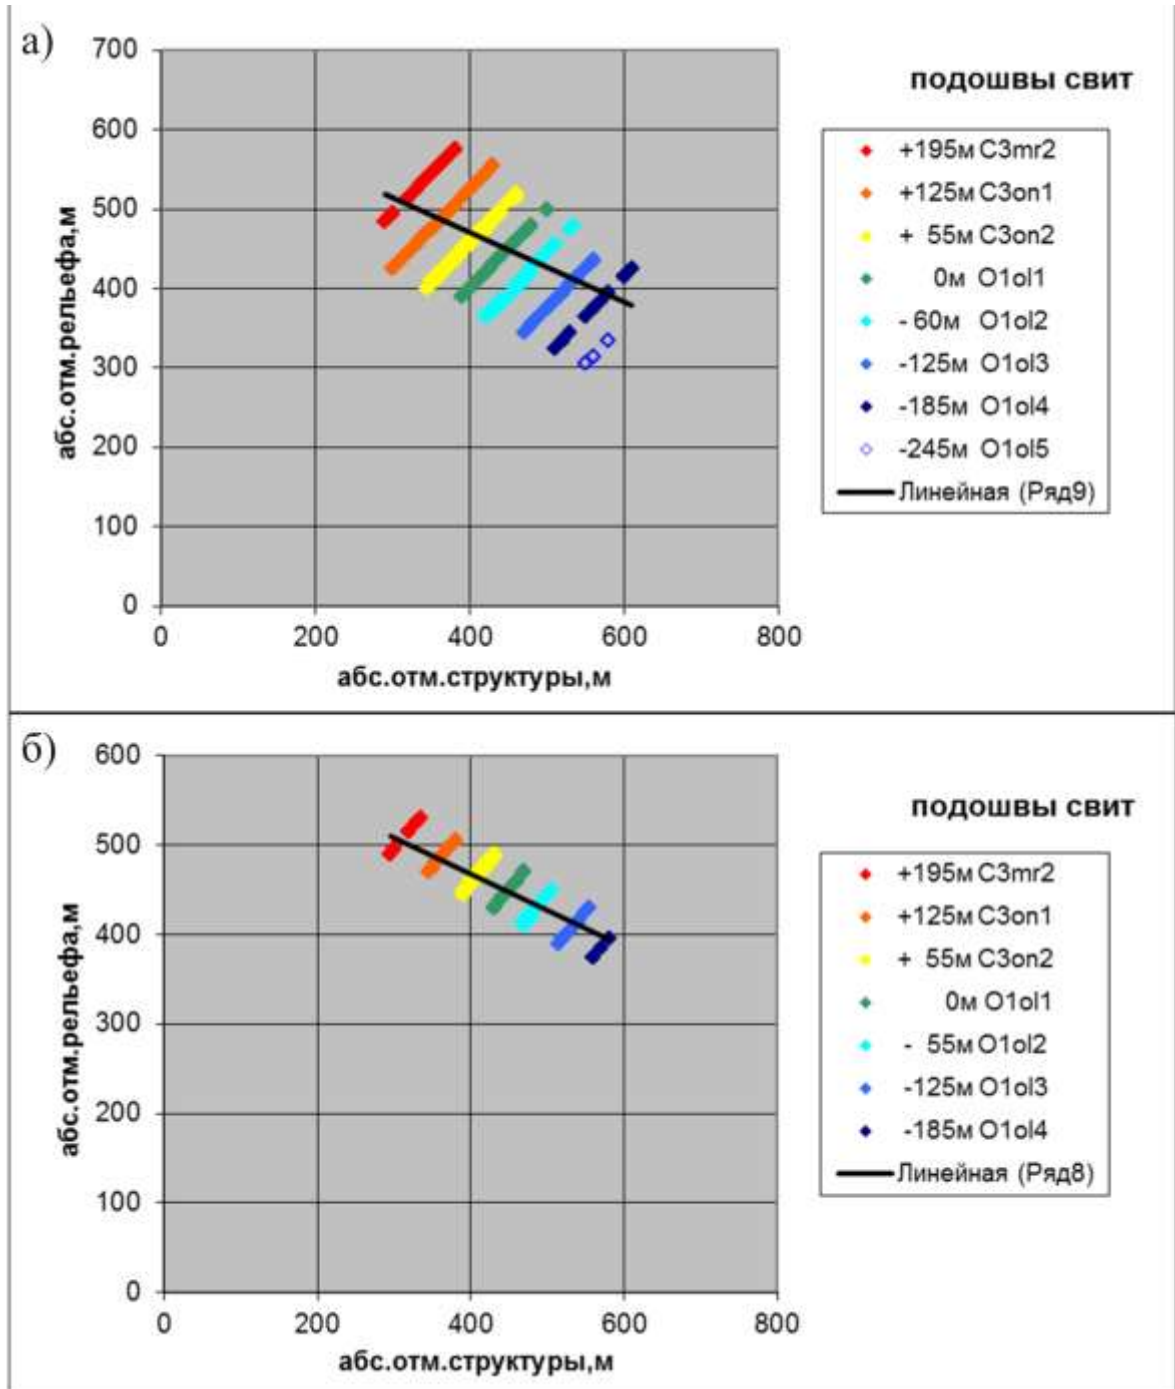 а)
700
600
500
400
300
200
100
0
0 200 400 600 800
абс.отм.рельефа,м
абс.отм.структуры,м
подошвы свит
+195м C3mr2
+125м C3on1
+ 55м C3on2
0м O1ol1
- 60м O1ol2
-125м O1ol3
-185м O1ol4
-245м O1ol5
Линейная (Ряд9)
б)
600
500
400
300
200
100
0
0 200 400 600 800
абс.отм.рельефа,м
абс.отм.структуры,м
подошвы свит
+195м C3mr2
+125м C3on1
+ 55м C3on2
0м O1ol1
- 55м O1ol2
-125м O1ol3
-185м O1ol4
Линейная (Ряд8)